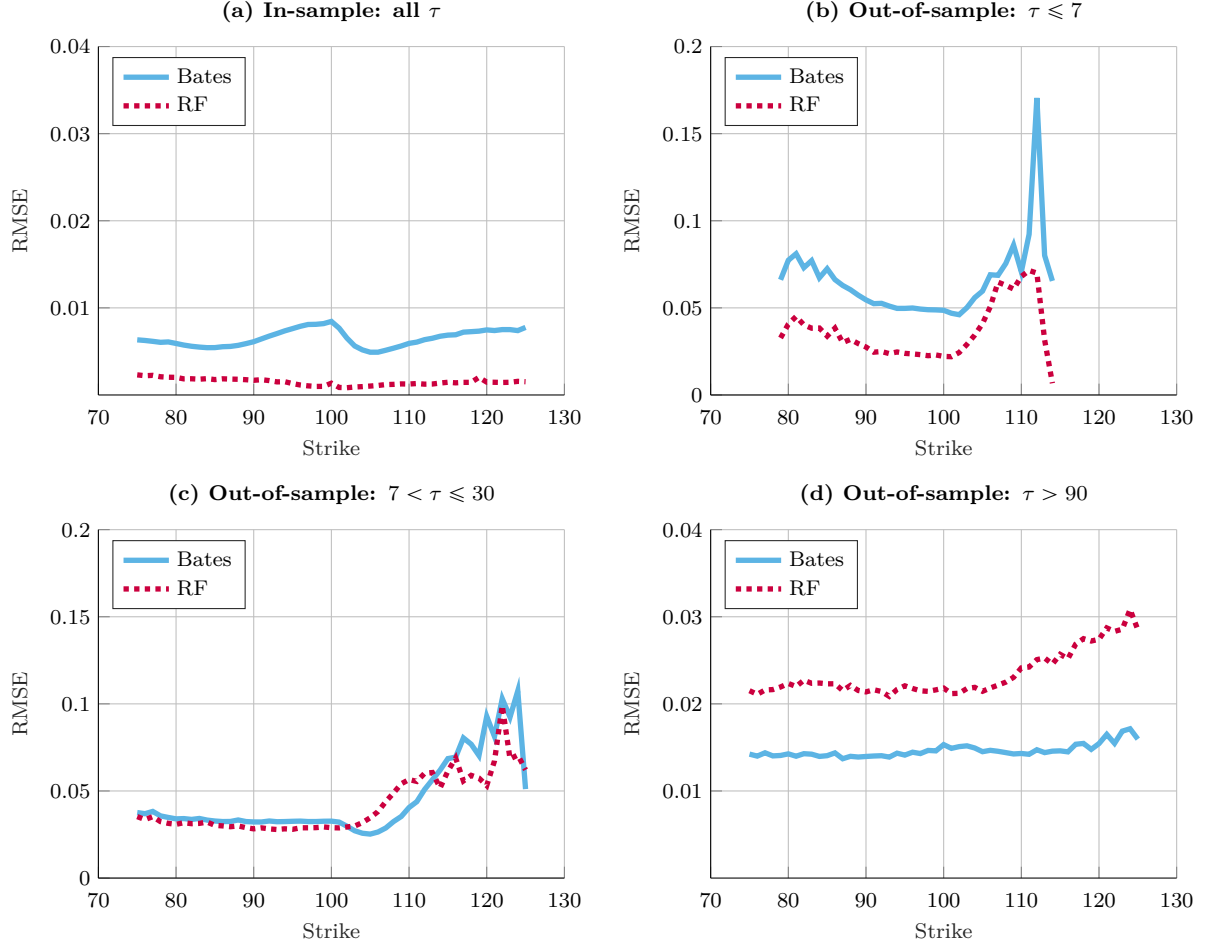 (a) In-sample: all τ
RMSE
0.04
0.03
0.02
0.01
Bates
RF
70 80 90 100 110 120 130
Strike
(b) Out-of-sample: τ ⩽ 7
RMSE
0.2
0.15
0.1
0.05
0
Bates
RF
70 80 90 100 110 120 130
Strike
(c) Out-of-sample: 7 < τ ⩽ 30
RMSE
0.2
0.15
0.1
0.05
0
Bates
RF
70 80 90 100 110 120 130
Strike
(d) Out-of-sample: τ > 90
RMSE
0.04
0.03
0.02
0.01
Bates
RF
70 80 90 100 110 120 130
Strike